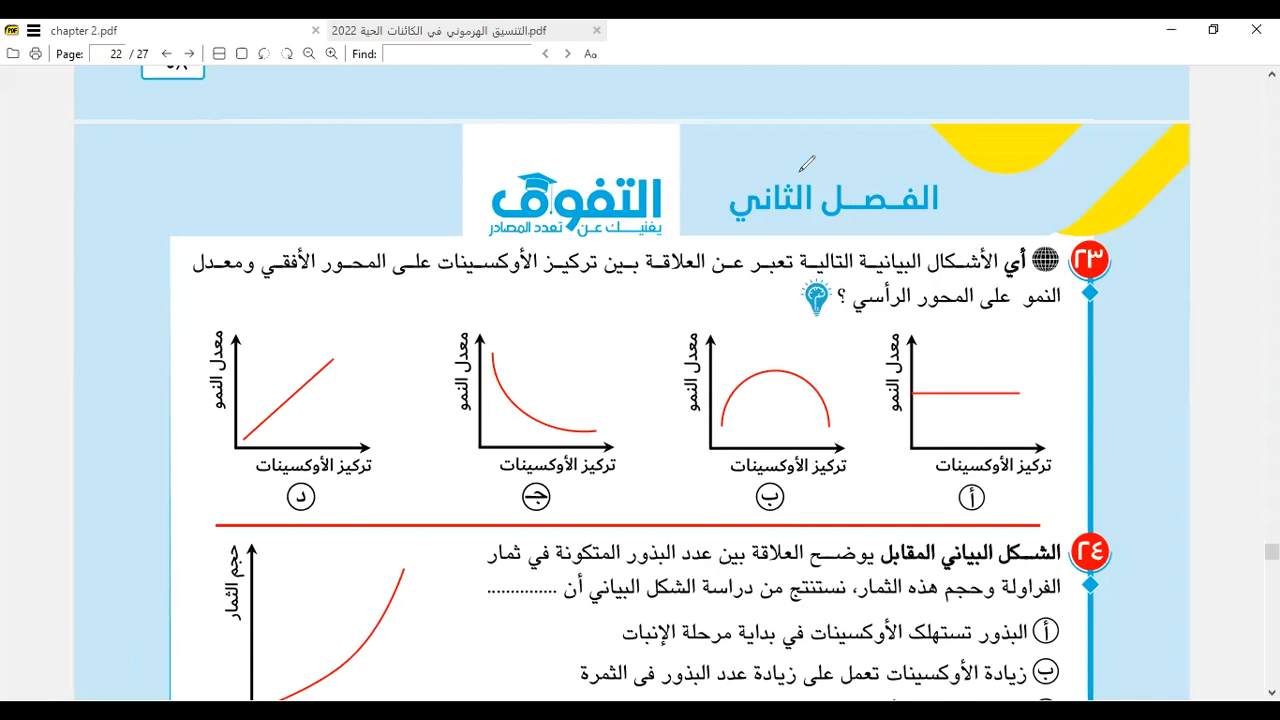 chapter 2.pdf
التنسيق الهرموني في الكائنات الحية 2022.pdf
Page: 22 / 27
Find:
Aa
٥٨
الفصل الثاني
التفوق
يغنيك عن تعدد المصادر
٢٣ أي الأشكال البيانية التالية تعبر عن العلاقة بين تركيز الأوكسينات على المحور الأفقي ومعدل
النمو على المحور الرأسي ؟
معدل النمو
تركيز الأوكسينات
أ
معدل النمو
تركيز الأوكسينات
ب
معدل النمو
تركيز الأوكسينات
جـ
معدل النمو
تركيز الأوكسينات
د
٢٤ الشكل البياني المقابل يوضح العلاقة بين عدد البذور المتكونة في ثمار
الفراولة وحجم هذه الثمار، نستنتج من دراسة الشكل البياني أن ..............
حجم الثمار
أ البذور تستهلك الأوكسينات في بداية مرحلة الإنبات
ب زيادة الأوكسينات تعمل على زيادة عدد البذور فى الثمرة